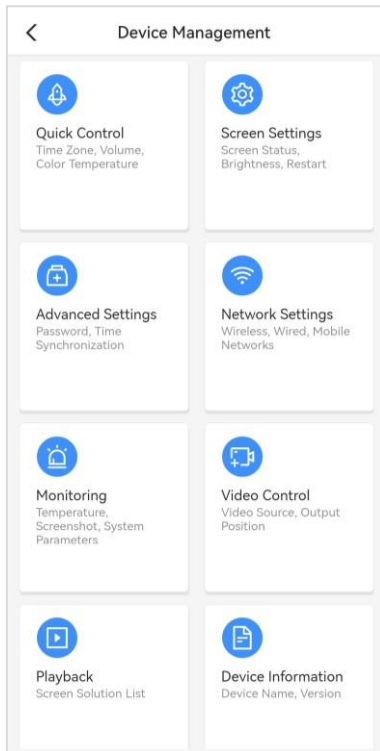 Device Management
Quick Control
Time Zone, Volume,
Color Temperature
Screen Settings
Screen Status,
Brightness, Restart
Advanced Settings
Password, Time
Synchronization
Network Settings
Wireless, Wired, Mobile
Networks
Monitoring
Temperature,
Screenshot, System
Parameters
Video Control
Video Source, Output
Position
Playback
Screen Solution List
Device Information
Device Name, Version